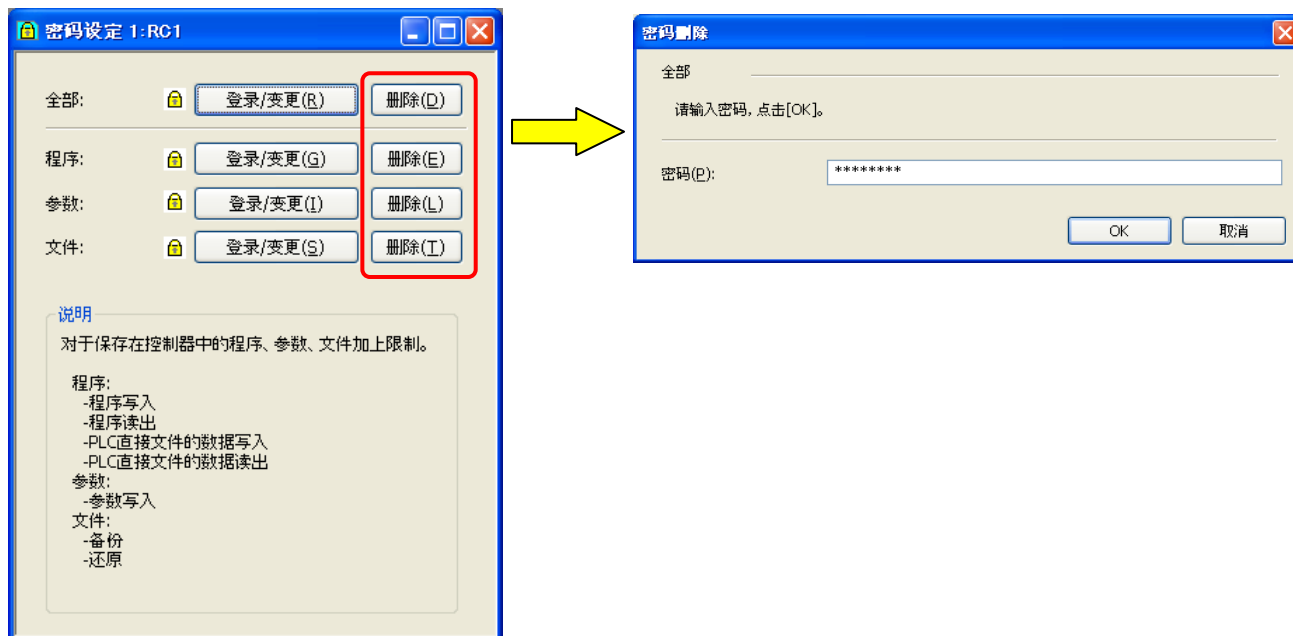 密码设定 1:RC1
全部:
登录/变更(R)
删除(D)
程序:
登录/变更(G)
删除(E)
参数:
登录/变更(I)
删除(L)
文件:
登录/变更(S)
删除(T)
说明
对于保存在控制器中的程序、参数、文件加上限制。
程序:
-程序写入
-程序读出
-PLC直接文件的数据写入
-PLC直接文件的数据读出
参数:
-参数写入
文件:
-备份
-还原
密码删除
全部
请输入密码,点击[OK]。
密码(P):
********
OK
取消